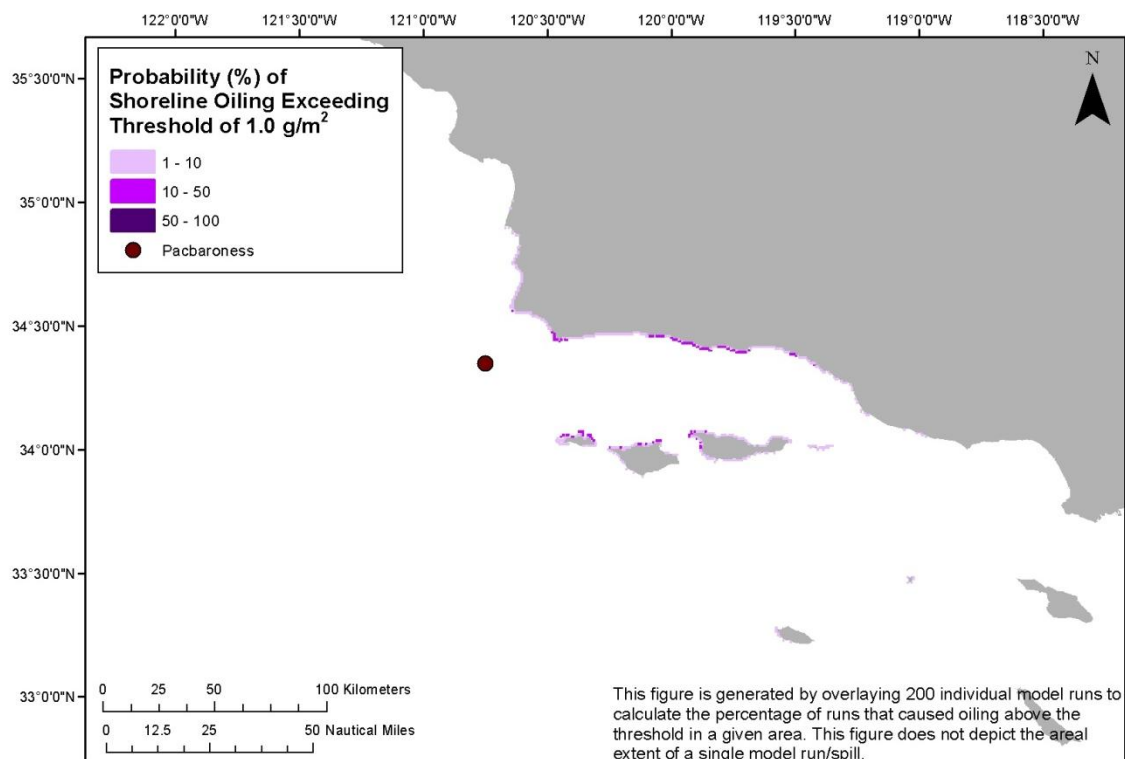 122°0'0"W 121°30'0"W 121°0'0"W 120°30'0"W 120°0'0"W 119°30'0"W 119°0'0"W 118°30'0"W
N
Probability (%) of
Shoreline Oiling Exceeding
Threshold of 1.0 g/m²
1 - 10
10 - 50
50 - 100
Pacbaroness
35°30'0"N
35°0'0"N
34°30'0"N
34°0'0"N
33°30'0"N
33°0'0"N
0 25 50 100 Kilometers
0 12.5 25 50 Nautical Miles
This figure is generated by overlaying 200 individual model runs to
calculate the percentage of runs that caused oiling above the
threshold in a given area. This figure does not depict the areal
extent of a single model run/spill.